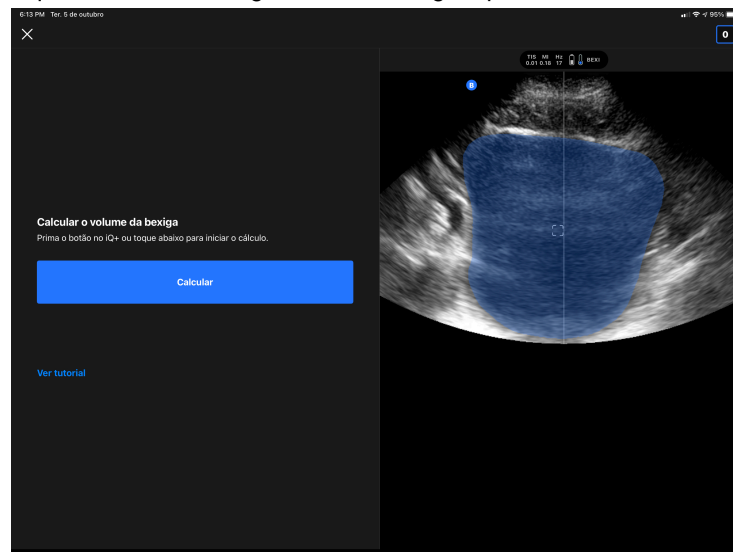 6:13 PM Ter. 5 de outubro
95%
0
TIS MI Hz
0.01 0.16 17
BEXI
B
Calcular o volume da bexiga
Prima o botão no iQ+ ou toque abaixo para iniciar o cálculo.
Calcular
Ver tutorial